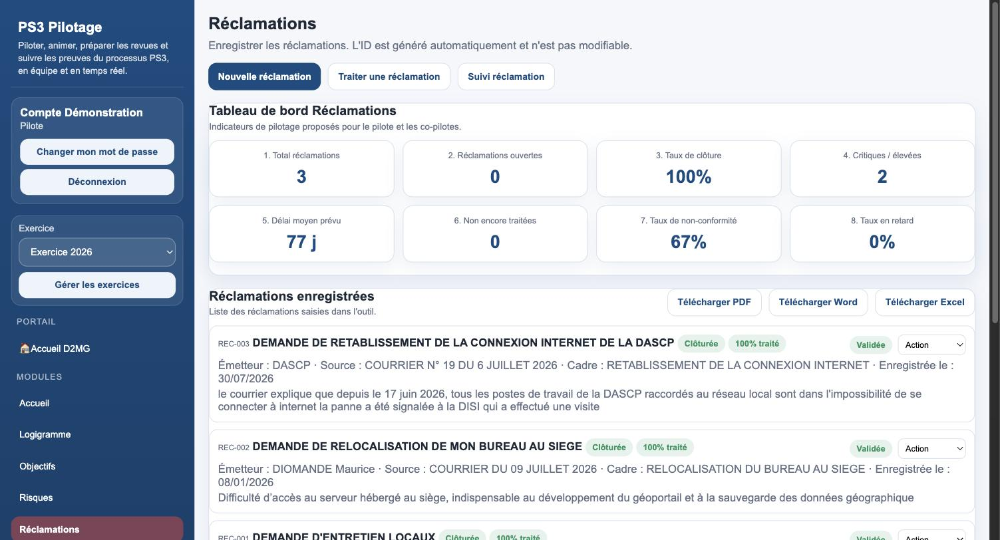 PS3 Pilotage
Piloter, animer, préparer les revues et
suivre les preuves du processus PS3,
en équipe et en temps réel.
Compte Démonstration
Pilote
Changer mon mot de passe
Déconnexion
Exercice
Exercice 2026
Gérer les exercices
PORTAIL
Accueil D2MG
MODULES
Accueil
Logigramme
Objectifs
Risques
Réclamations
Réclamations
Enregistrer les réclamations. L'ID est généré automatiquement et n'est pas modifiable.
Nouvelle réclamation
Traiter une réclamation
Suivi réclamation
Tableau de bord Réclamations
Indicateurs de pilotage proposés pour le pilote et les co-pilotes.
1. Total réclamations
3
2. Réclamations ouvertes
0
3. Taux de clôture
100%
4. Critiques / élevées
2
5. Délai moyen prévu
77 j
6. Non encore traitées
0
7. Taux de non-conformité
67%
8. Taux en retard
0%
Réclamations enregistrées
Liste des réclamations saisies dans l'outil.
Télécharger PDF
Télécharger Word
Télécharger Excel
REC-003 DEMANDE DE RETABLISSEMENT DE LA CONNEXION INTERNET DE LA DASCP Clôturée 100% traité Validée Action
Émetteur : DASCP · Source : COURRIER N° 19 DU 6 JUILLET 2026 · Cadre : RETABLISSEMENT DE LA CONNEXION INTERNET · Enregistrée le :
30/07/2026
le courrier explique que depuis le 17 juin 2026, tous les postes de travail de la DASCP raccordés au réseau local sont dans l'impossibilité de se
connecter à internet la panne a été signalée à la DISI qui a effectué une visite
REC-002 DEMANDE DE RELOCALISATION DE MON BUREAU AU SIEGE Clôturée 100% traité Validée Action
Émetteur : DIOMANDE Maurice · Source : COURRIER DU 09 JUILLET 2026 · Cadre : RELOCALISATION DU BUREAU AU SIEGE · Enregistrée le :
08/01/2026
Difficulté d’accès au serveur hébergé au siège, indispensable au développement du géoportail et à la sauvegarde des données géographique
REC-001 DEMANDE D'ENTRETIEN LOCAUX Clôturée 100% traité Validée Action